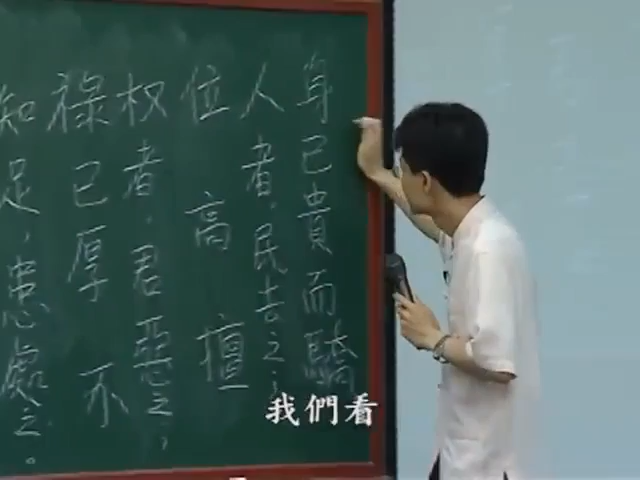 身已貴而驕
人者，民去之；
位高擅
权者，君惡之；
祿已厚不
知足，患處之。
我們看